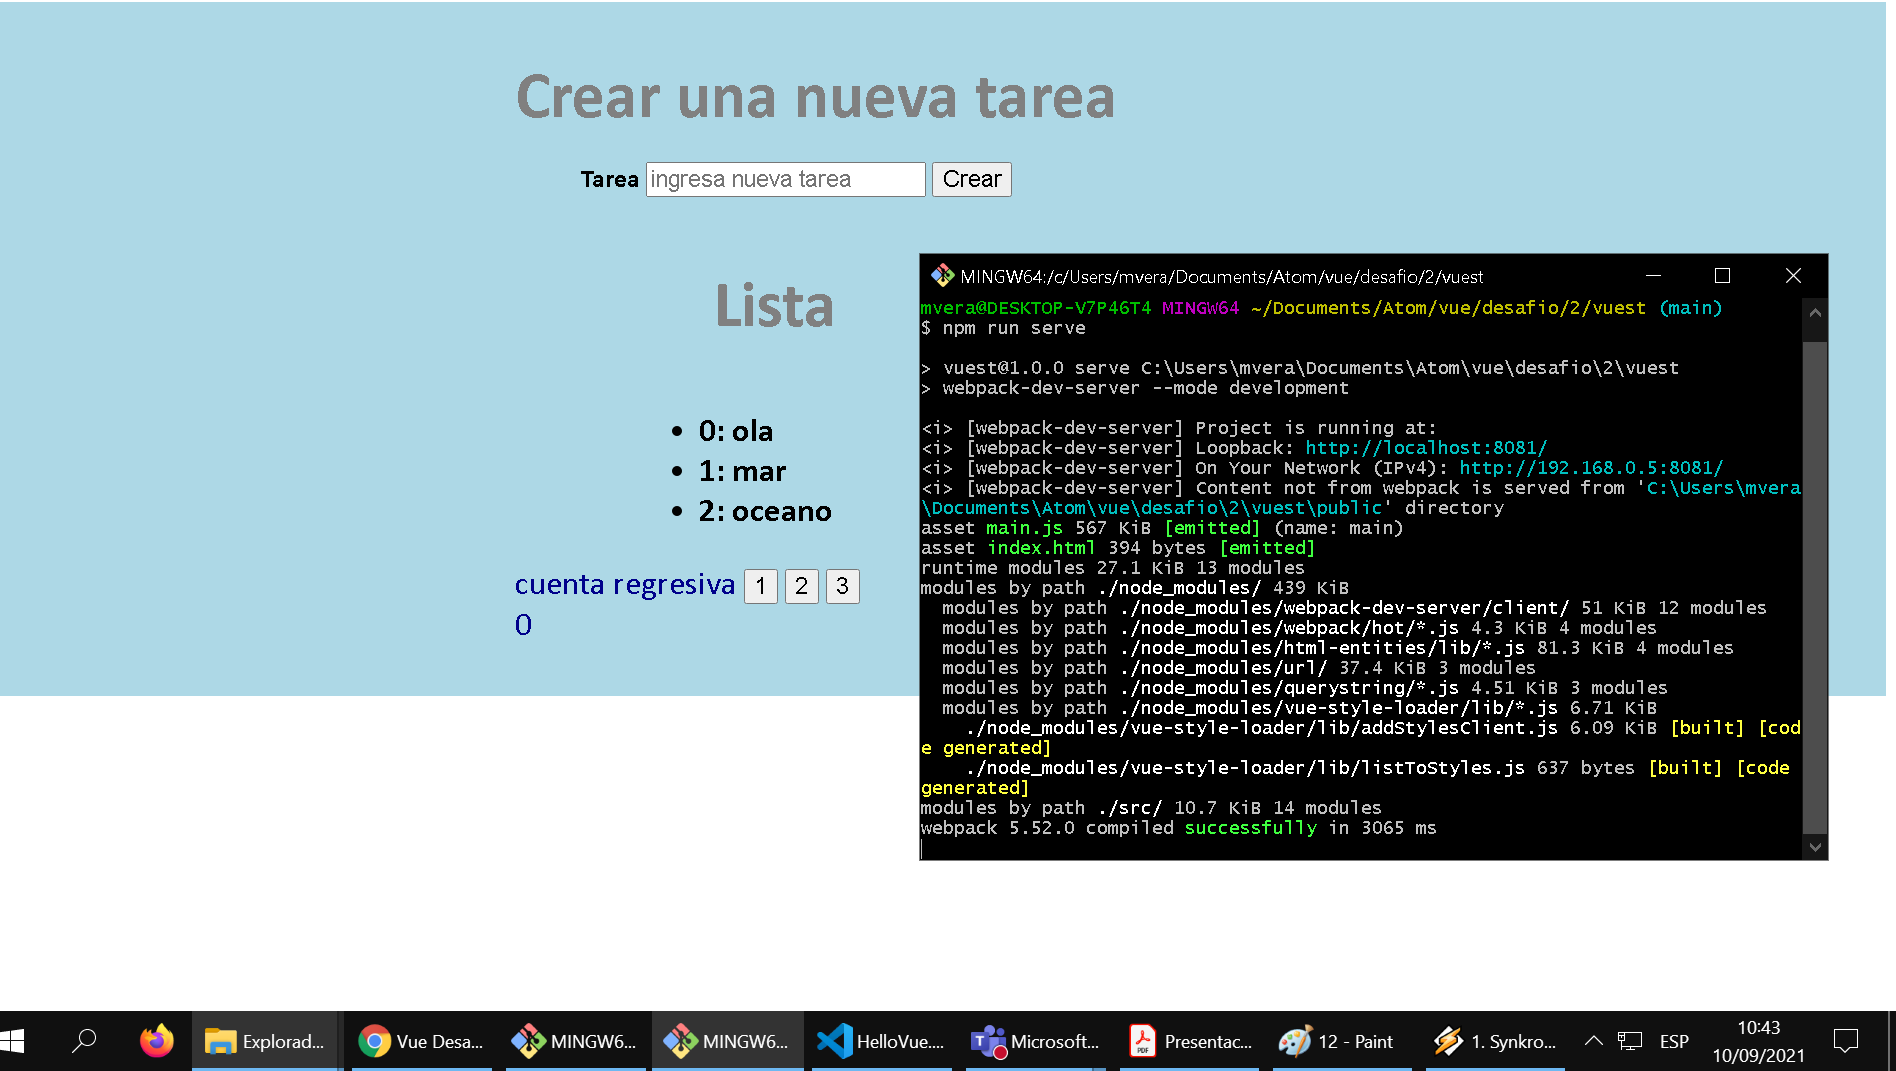 Crear una nueva tarea
Tarea ingresa nueva tarea Crear
Lista
0: ola
1: mar
2: oceano
cuenta regresiva 1 2 3
0
MINGW64:/c/Users/mvera/Documents/Atom/vue/desafio/2/vuest
mvera@DESKTOP-V7P46T4 MINGW64 ~/Documents/Atom/vue/desafio/2/vuest (main)
$ npm run serve
> vuest@1.0.0 serve C:\Users\mvera\Documents\Atom\vue\desafio\2\vuest
> webpack-dev-server --mode development
<i> [webpack-dev-server] Project is running at:
<i> [webpack-dev-server] Loopback: http://localhost:8081/
<i> [webpack-dev-server] On Your Network (IPv4): http://192.168.0.5:8081/
<i> [webpack-dev-server] Content not from webpack is served from 'C:\Users\mvera
\Documents\Atom\vue\desafio\2\vuest\public' directory
asset main.js 567 KiB [emitted] (name: main)
asset index.html 394 bytes [emitted]
runtime modules 27.1 KiB 13 modules
modules by path ./node_modules/ 439 KiB
modules by path ./node_modules/webpack-dev-server/client/ 51 KiB 12 modules
modules by path ./node_modules/webpack/hot/*.js 4.3 KiB 4 modules
modules by path ./node_modules/html-entities/lib/*.js 81.3 KiB 4 modules
modules by path ./node_modules/url/ 37.4 KiB 3 modules
modules by path ./node_modules/querystring/*.js 4.51 KiB 3 modules
modules by path ./node_modules/vue-style-loader/lib/*.js 6.71 KiB
./node_modules/vue-style-loader/lib/addStylesClient.js 6.09 KiB [built] [cod
e generated]
./node_modules/vue-style-loader/lib/listToStyles.js 637 bytes [built] [code
generated]
modules by path ./src/ 10.7 KiB 14 modules
webpack 5.52.0 compiled successfully in 3065 ms
Explorad... Vue Desa... MINGW6... MINGW6... HelloVue.... Microsoft... Presentac... 12 - Paint 1. Synkro... ESP 10:43
10/09/2021